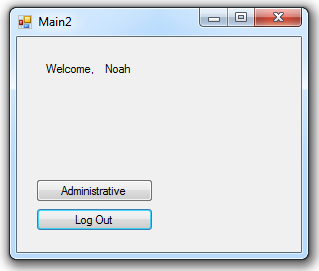 Main2
Welcome, Noah
Administrative
Log Out